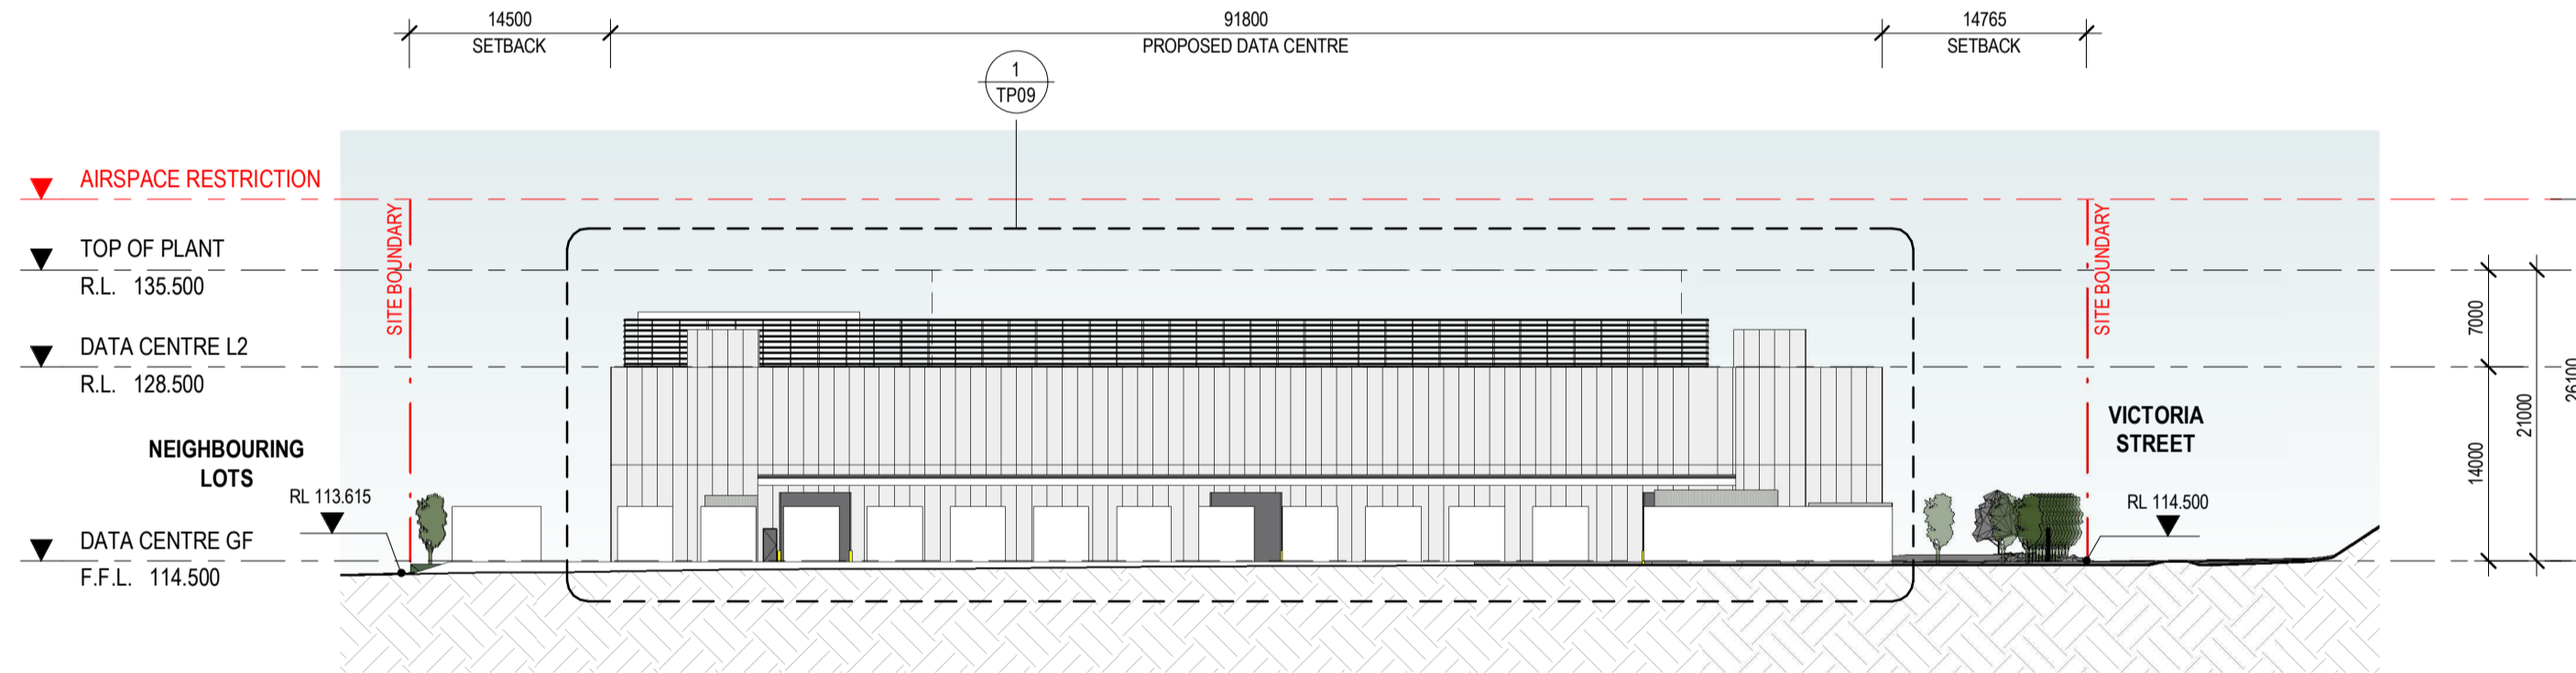 14500
SETBACK
91800
PROPOSED DATA CENTRE
14765
SETBACK
1
TP09
AIRSPACE RESTRICTION
SITE BOUNDARY
SITE BOUNDARY
TOP OF PLANT
R.L. 135.500
DATA CENTRE L2
R.L. 128.500
7000
14000
21000
26100
NEIGHBOURING
LOTS
RL 113.615
VICTORIA
STREET
RL 114.500
DATA CENTRE GF
F.F.L. 114.500